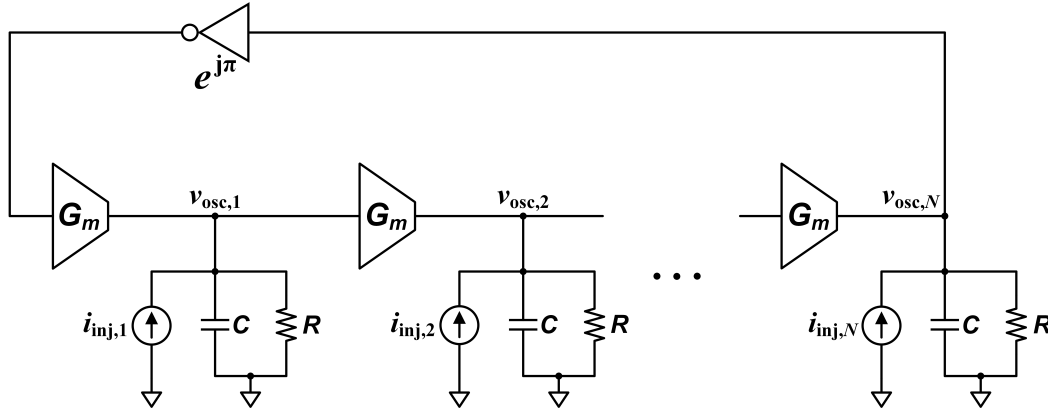 e^{jπ}
G_m v_{osc,1} G_m v_{osc,2} G_m v_{osc,N}
• • •
i_{inj,1} C R i_{inj,2} C R i_{inj,N} C R